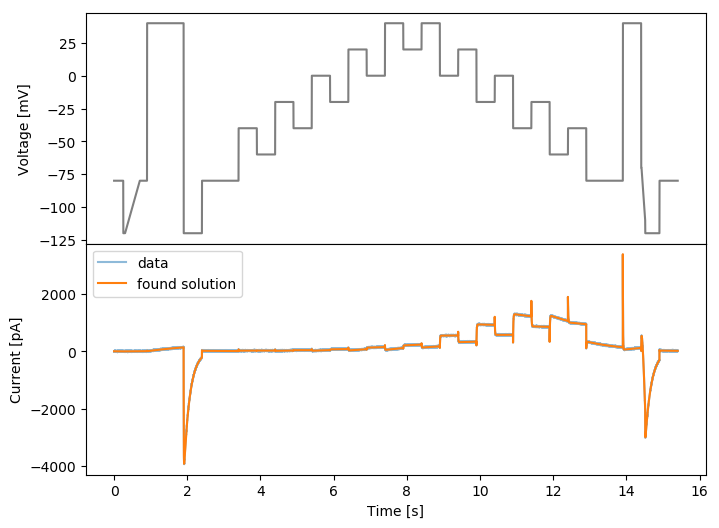 25
0
−25
−50
−75
−100
−125
Voltage [mV]
data
found solution
2000
0
−2000
−4000
Current [pA]
0 2 4 6 8 10 12 14 16
Time [s]